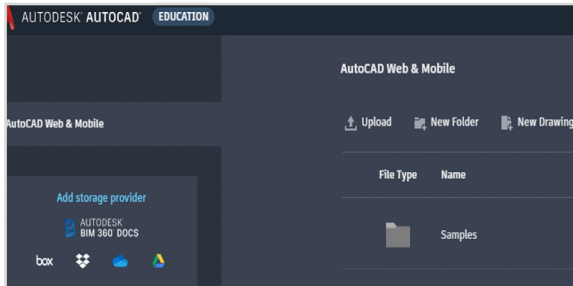 AUTODESK® AUTOCAD® EDUCATION
AutoCAD Web & Mobile
AutoCAD Web & Mobile
Upload New Folder New Drawing
File Type Name
Samples
Add storage provider
AUTODESK®
BIM 360® DOCS
box